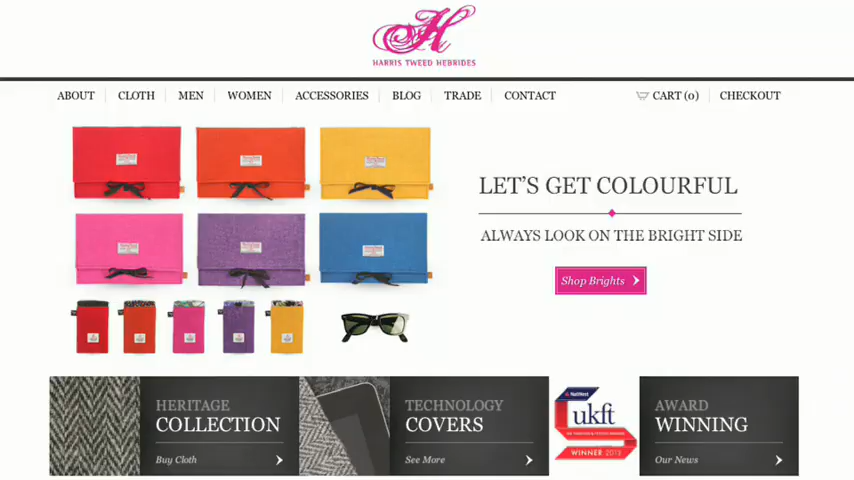 H
HARRIS TWEED HEBRIDES
ABOUT
CLOTH
MEN
WOMEN
ACCESSORIES
BLOG
TRADE
CONTACT
CART (0)
CHECKOUT
LET'S GET COLOURFUL
ALWAYS LOOK ON THE BRIGHT SIDE
Shop Brights
HERITAGE
COLLECTION
Buy Cloth
TECHNOLOGY
COVERS
See More
NatWest
ukft
WINNER 2013
AWARD
WINNING
Our News